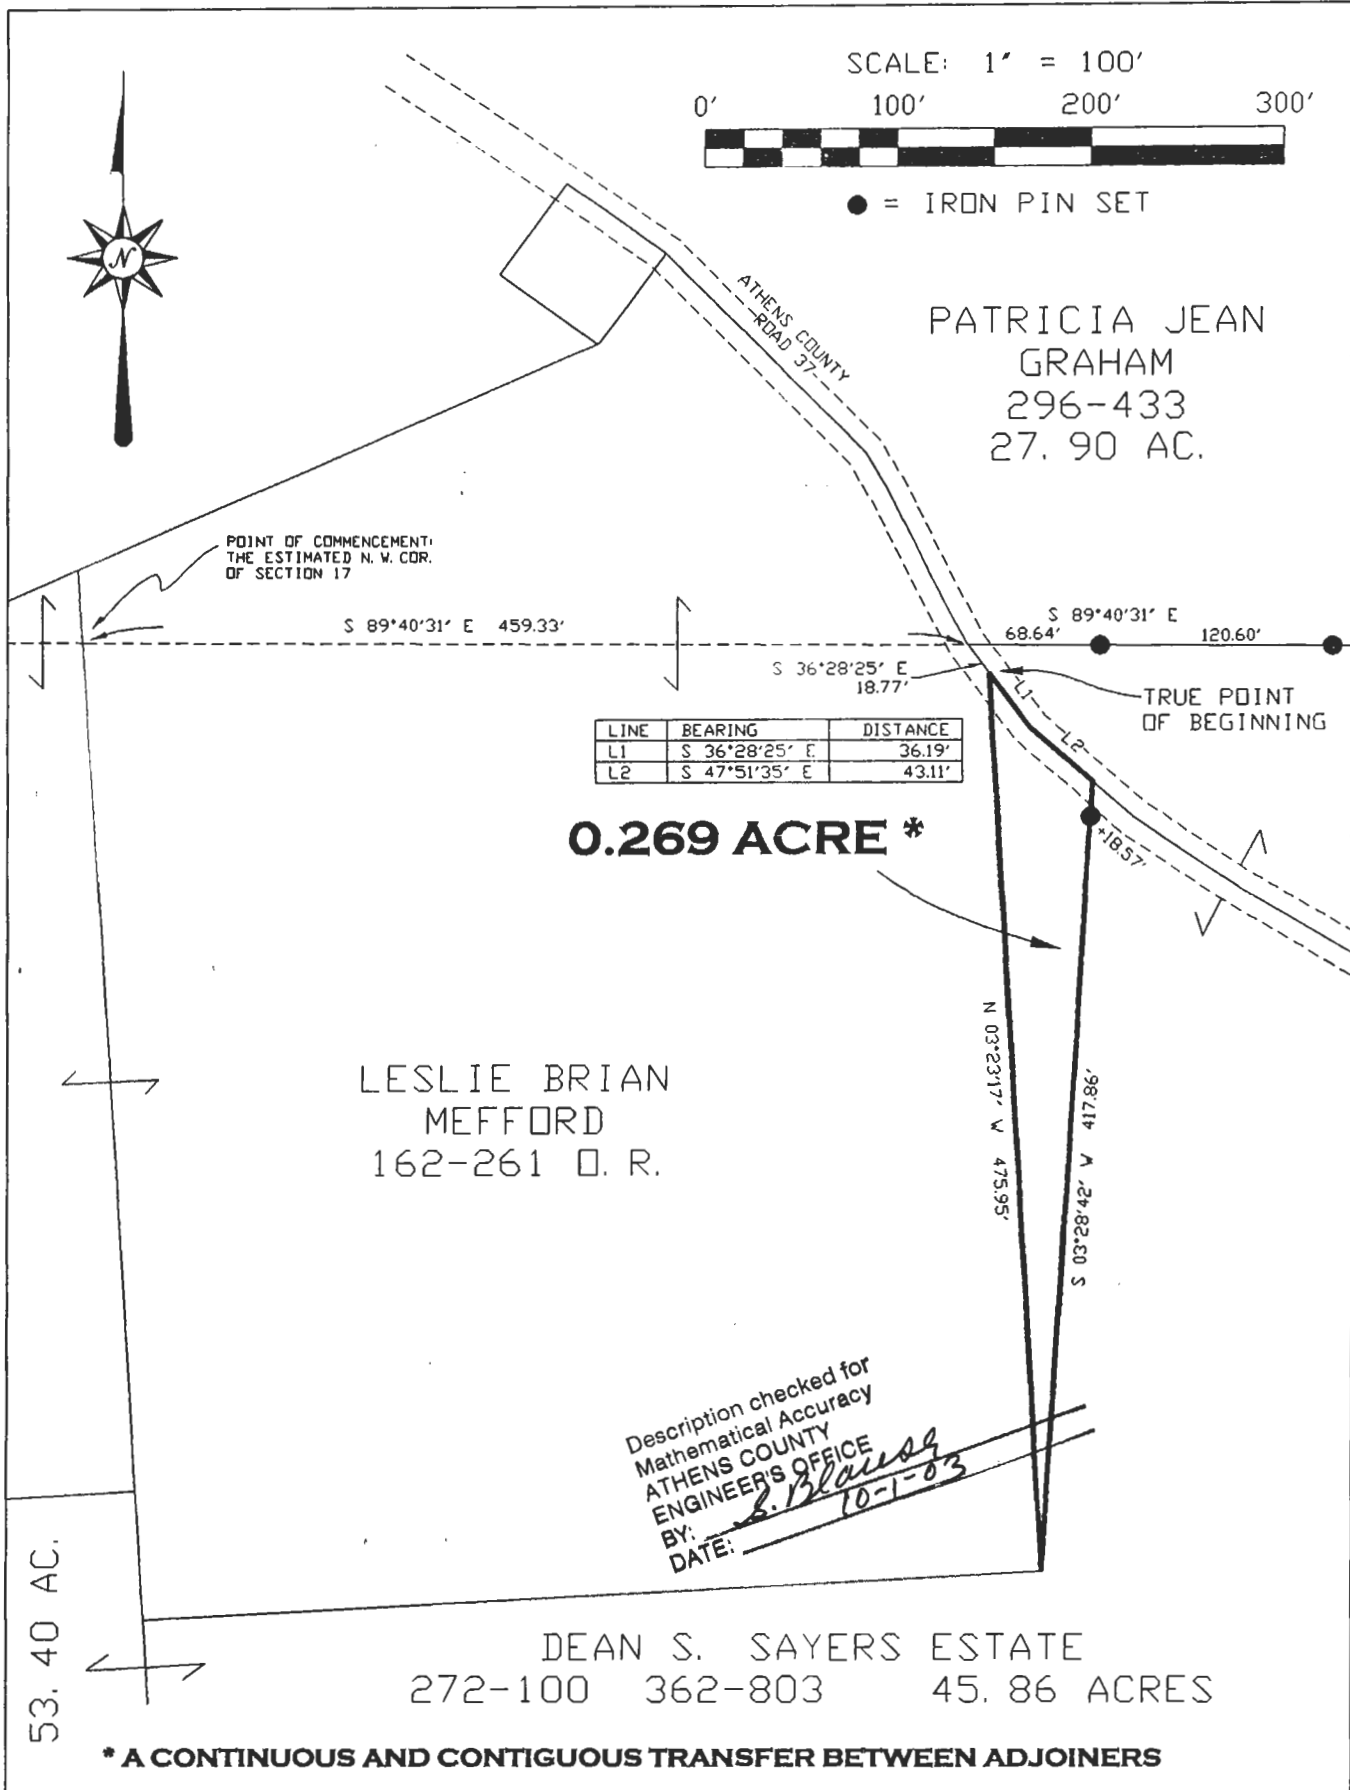 SCALE: 1" = 100'
0' 100' 200' 300'
= IRON PIN SET
N
ATHENS COUNTY
ROAD 37
PATRICIA JEAN
GRAHAM
296-433
27.90 AC.
POINT OF COMMENCEMENT:
THE ESTIMATED N.W. COR.
OF SECTION 17
S 89°40'31" E 459.33'
S 89°40'31" E
68.64' 120.60'
S 36°28'25" E
18.77'
L1
L2
TRUE POINT
OF BEGINNING
LINE BEARING DISTANCE
L1 S 36°28'25" E 36.19'
L2 S 47°51'35" E 43.11'
0.269 ACRE *
+18.57'
N 03°23'17" W 475.95'
S 03°28'42" W 417.86'
LESLIE BRIAN
MEFFORD
162-261 O.R.
Description checked for
Mathematical Accuracy
ATHENS COUNTY
ENGINEER'S OFFICE
BY: S.
DATE: 10-1-03
53.40 AC.
DEAN S. SAYERS ESTATE
272-100 362-803 45.86 ACRES
* A CONTINUOUS AND CONTIGUOUS TRANSFER BETWEEN ADJOINERS